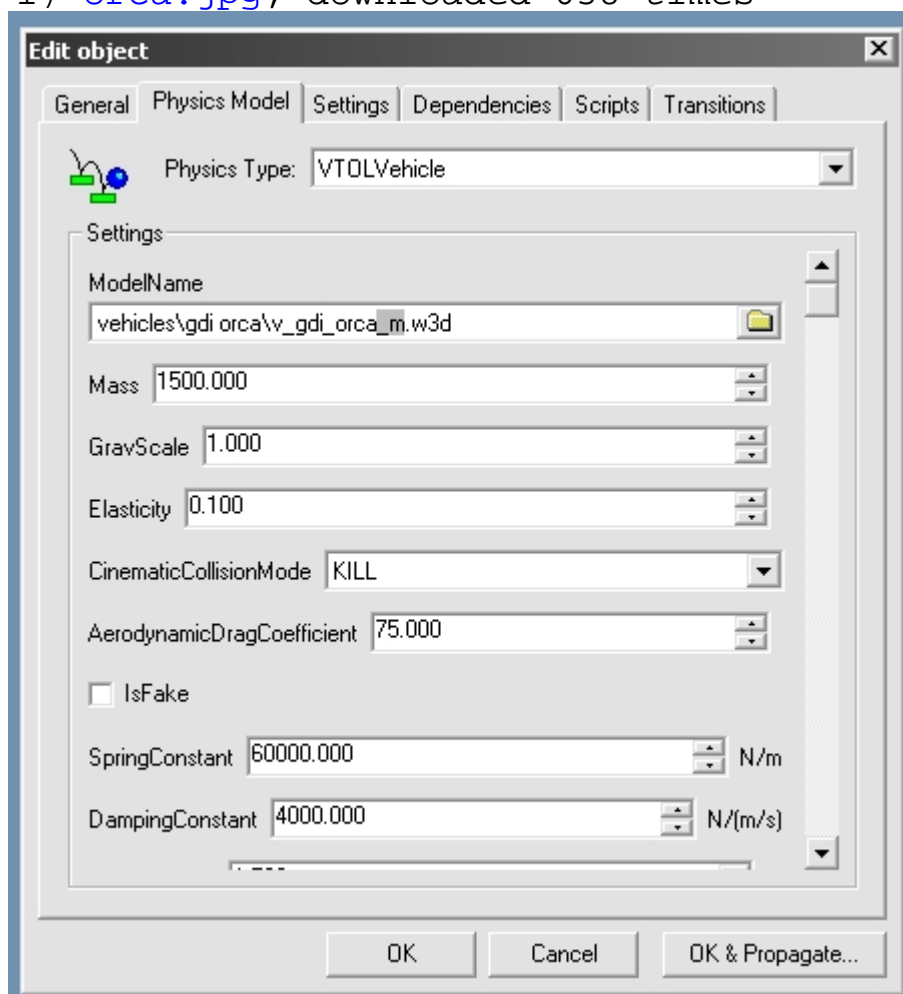 Edit object
General Physics Model Settings Dependencies Scripts Transitions
Physics Type: VTOLVehicle
Settings
ModelName
vehicles\gdi orca\v_gdi_orca_m.w3d
Mass 1500.000
GravScale 1.000
Elasticity 0.100
CinematicCollisionMode KILL
AerodynamicDragCoefficient 75.000
IsFake
SpringConstant 60000.000 N/m
DampingConstant 4000.000 N/(m/s)
OK Cancel OK & Propagate...